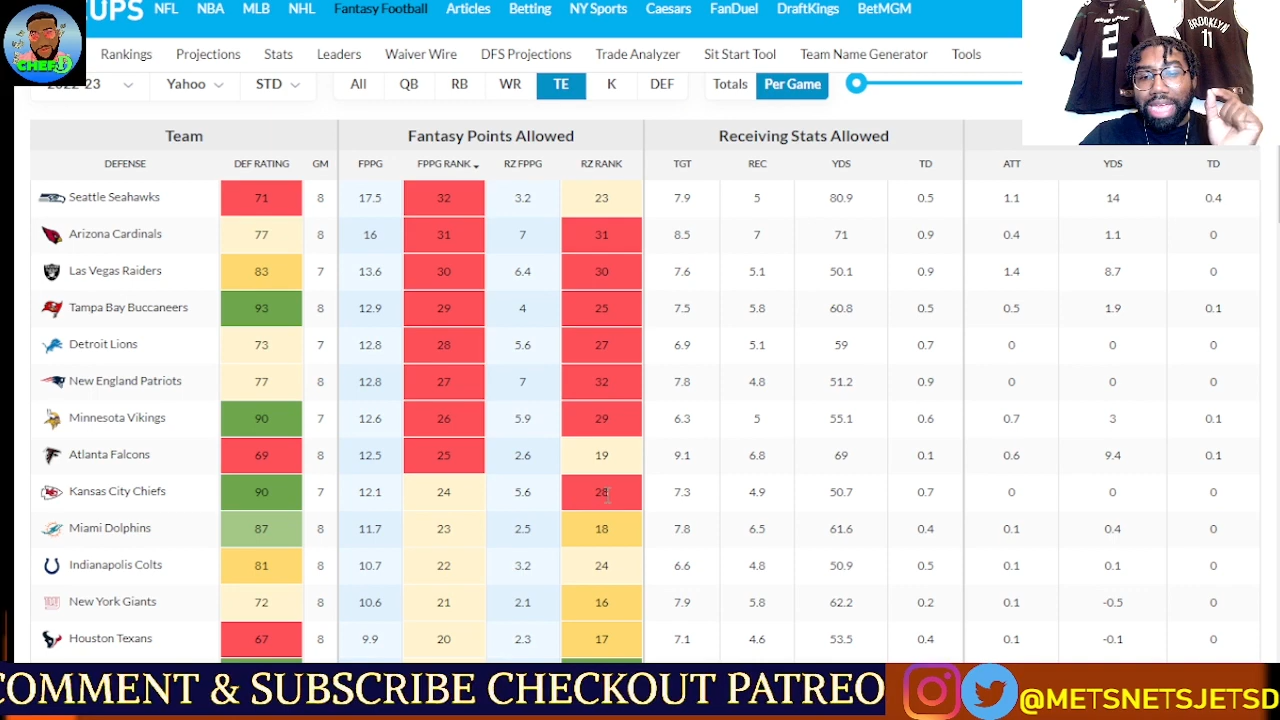 UPS NFL NBA MLB NHL Fantasy Football Articles Betting NY Sports Caesars FanDuel DraftKings BetMGM
CHEF
Rankings Projections Stats Leaders Waiver Wire DFS Projections Trade Analyzer Sit Start Tool Team Name Generator Tools
2022-23 Yahoo STD All QB RB WR TE K DEF Totals Per Game
Team Fantasy Points Allowed Receiving Stats Allowed
DEFENSE DEF RATING GM FPPG FPPG RANK RZ FPPG RZ RANK TGT REC YDS TD ATT YDS TD
Seattle Seahawks 71 8 17.5 32 3.2 23 7.9 5 80.9 0.5 1.1 14 0.4
Arizona Cardinals 77 8 16 31 7 31 8.5 7 71 0.9 0.4 1.1 0
Las Vegas Raiders 83 7 13.6 30 6.4 30 7.6 5.1 50.1 0.9 1.4 8.7 0
Tampa Bay Buccaneers 93 8 12.9 29 4 25 7.5 5.8 60.8 0.5 0.5 1.9 0.1
Detroit Lions 73 7 12.8 28 5.6 27 6.9 5.1 59 0.7 0 0 0
New England Patriots 77 8 12.8 27 7 32 7.8 4.8 51.2 0.9 0 0 0
Minnesota Vikings 90 7 12.6 26 5.9 29 6.3 5 55.1 0.6 0.7 3 0.1
Atlanta Falcons 69 8 12.5 25 2.6 19 9.1 6.8 69 0.1 0.6 9.4 0.1
Kansas City Chiefs 90 7 12.1 24 5.6 28 7.3 4.9 50.7 0.7 0 0 0
Miami Dolphins 87 8 11.7 23 2.5 18 7.8 6.5 61.6 0.4 0.1 0.4 0
Indianapolis Colts 81 8 10.7 22 3.2 24 6.6 4.8 50.9 0.5 0.1 0.1 0
New York Giants 72 8 10.6 21 2.1 16 7.9 5.8 62.2 0.2 0.1 -0.5 0
Houston Texans 67 8 9.9 20 2.3 17 7.1 4.6 53.5 0.4 0.1 -0.1 0
2
BROOKLYN
11
COMMENT & SUBSCRIBE CHECKOUT PATREO
@METSNETSJETSD